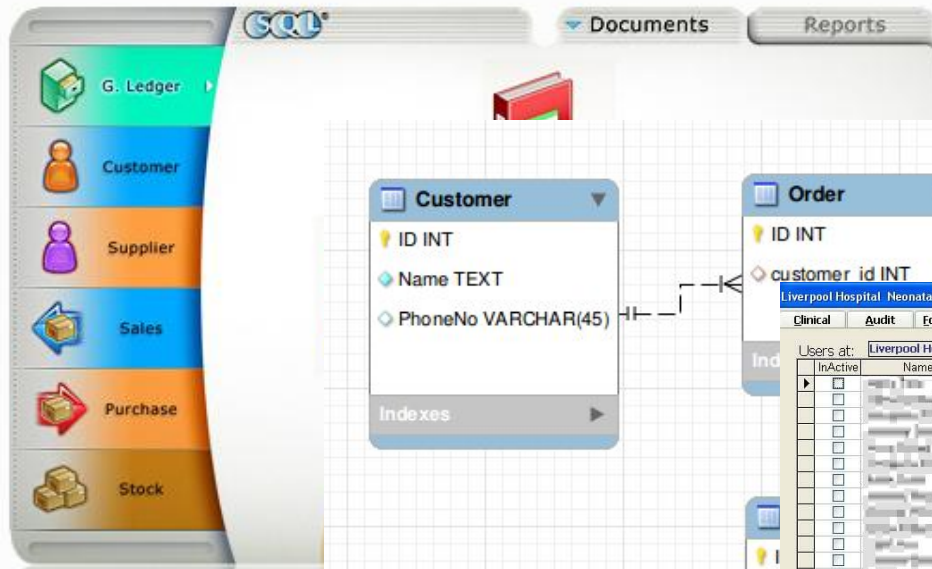 SQL
Documents
Reports
G. Ledger
Customer
Supplier
Sales
Purchase
Stock
Customer
ID INT
Name TEXT
PhoneNo VARCHAR(45)
Indexes
Order
ID INT
customer_id INT
Liverpool Hospital
Clinical
Audit
Users at:
Liverpool
InActive
Name